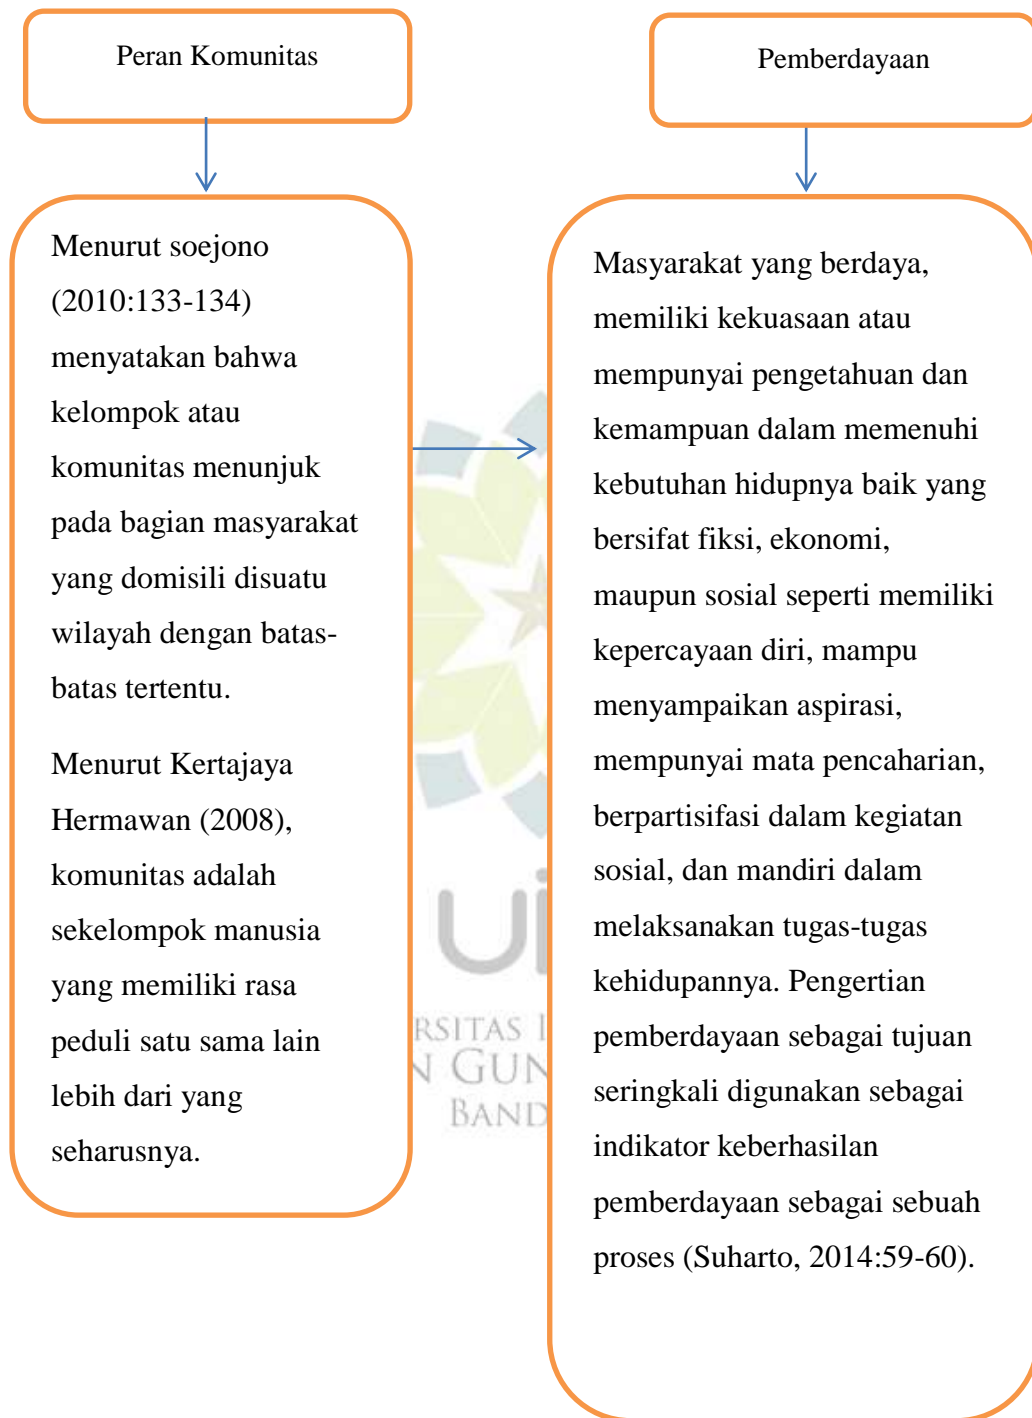 Peran Komunitas
Pemberdayaan
Menurut soejono
(2010:133-134)
menyatakan bahwa
kelompok atau
komunitas menunjuk
pada bagian masyarakat
yang domisili disuatu
wilayah dengan batas-
batas tertentu.
Menurut Kertajaya
Hermawan (2008),
komunitas adalah
sekelompok manusia
yang memiliki rasa
peduli satu sama lain
lebih dari yang
seharusnya.
Masyarakat yang berdaya,
memiliki kekuasaan atau
mempunyai pengetahuan dan
kemampuan dalam memenuhi
kebutuhan hidupnya baik yang
bersifat fiksi, ekonomi,
maupun sosial seperti memiliki
kepercayaan diri, mampu
menyampaikan aspirasi,
mempunyai mata pencaharian,
berpartisifasi dalam kegiatan
sosial, dan mandiri dalam
melaksanakan tugas-tugas
kehidupannya. Pengertian
pemberdayaan sebagai tujuan
seringkali digunakan sebagai
indikator keberhasilan
pemberdayaan sebagai sebuah
proses (Suharto, 2014:59-60).